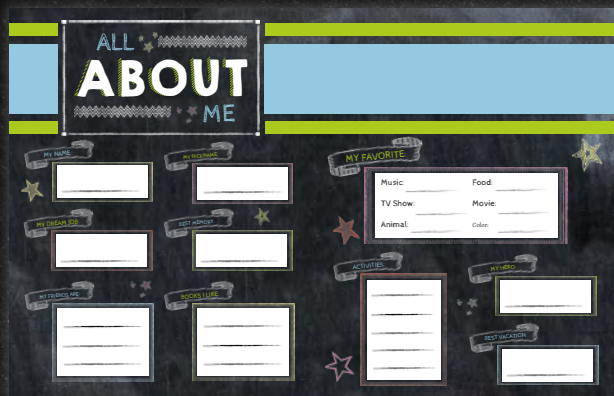 ALL
ABOUT
ME
MY NAME
MY NICKNAME
MY FAVORITE
Music:
Food:
TV Show:
Movie:
Animal:
Color:
MY DREAM JOB
BEST MEMORY
MY FRIENDS ARE
BOOKS I LIKE
ACTIVITIES
MY HERO
BEST VACATION